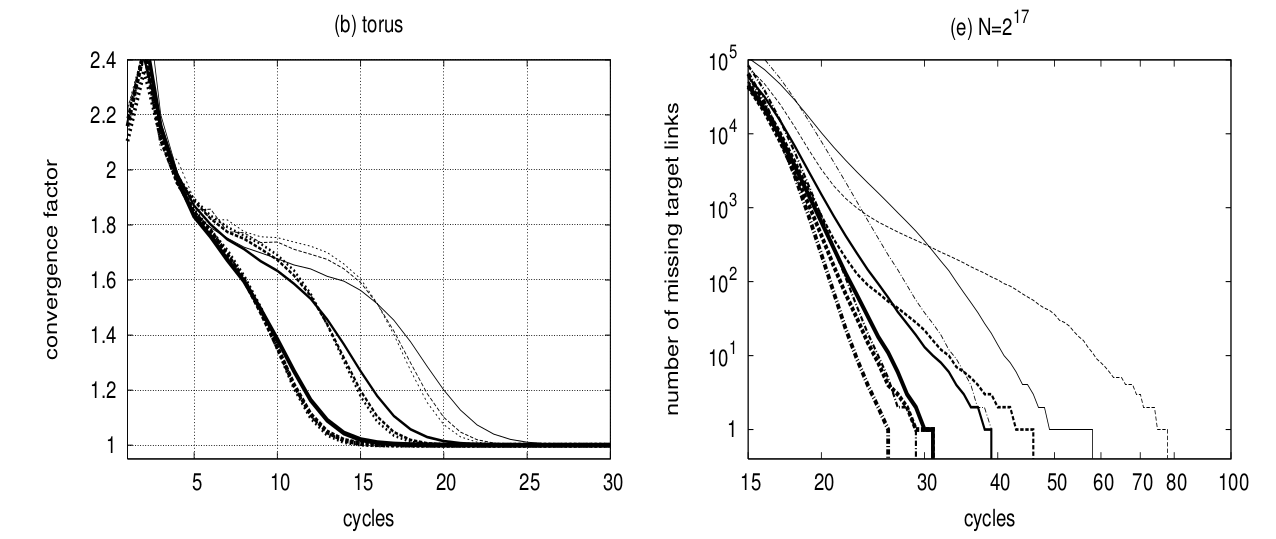 (b) torus
convergence factor
2.4
2.2
2
1.8
1.6
1.4
1.2
1
5 10 15 20 25 30
cycles
(e) N=2^17
number of missing target links
10^5
10^4
10^3
10^2
10^1
1
15 20 30 40 50 60 70 80 100
cycles